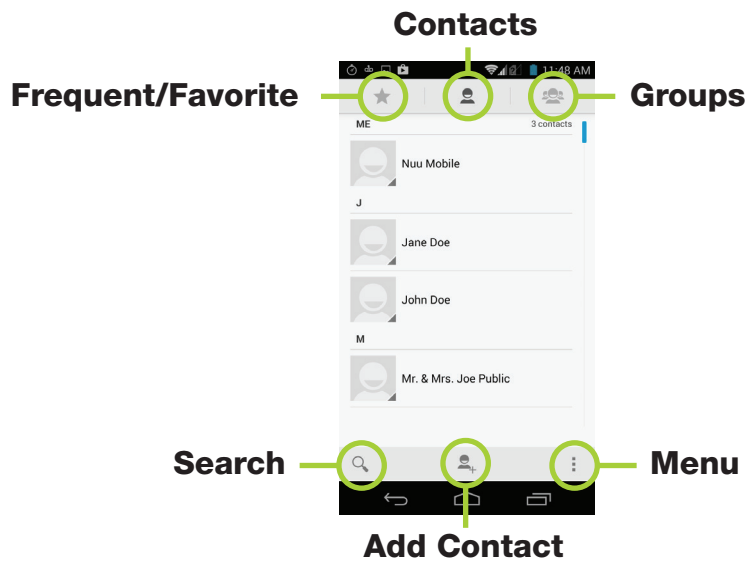 Contacts
11:48 AM
Frequent/Favorite
Groups
ME
3 contacts
Nuu Mobile
J
Jane Doe
John Doe
M
Mr. & Mrs. Joe Public
Search
Menu
Add Contact